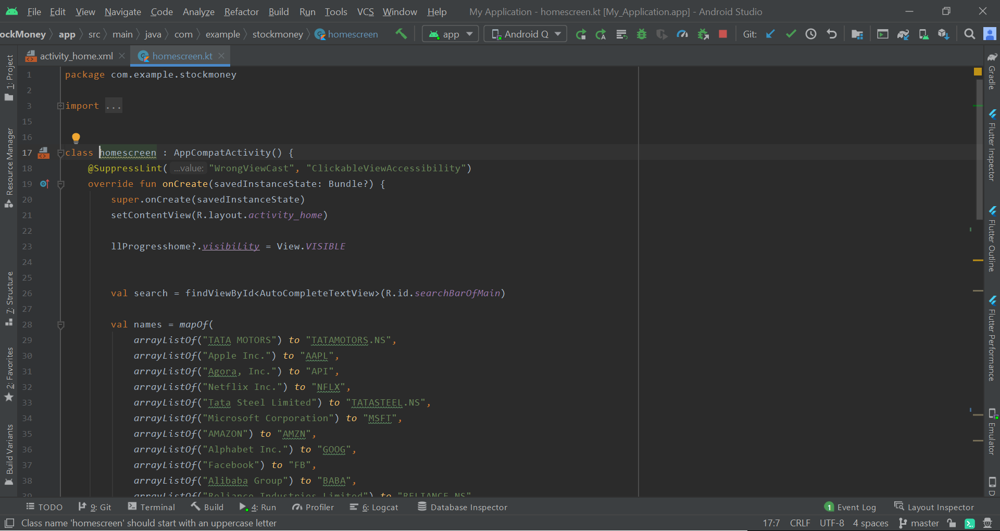 File Edit View Navigate Code Analyze Refactor Build Run Tools VCS Window Help My Application - homescreen.kt [My_Application.app] - Android Studio
ockMoney app src main java com example stockmoney homescreen app Android Q Git:
activity_home.xml homescreen.kt
1 package com.example.stockmoney
2
3 import ...
15
16
17 class homescreen : AppCompatActivity() {
18 @SuppressLint( ...value: "WrongViewCast", "ClickableViewAccessibility")
19 override fun onCreate(savedInstanceState: Bundle?) {
20 super.onCreate(savedInstanceState)
21 setContentView(R.layout.activity_home)
22
23 llProgresshome?.visibility = View.VISIBLE
24
25
26 val search = findViewById<AutoCompleteTextView>(R.id.searchBarOfMain)
27
28 val names = mapOf(
29 arrayListOf("TATA MOTORS") to "TATAMOTORS.NS",
30 arrayListOf("Apple Inc.") to "AAPL",
31 arrayListOf("Agora, Inc.") to "API",
32 arrayListOf("Netflix Inc.") to "NFLX",
33 arrayListOf("Tata Steel Limited") to "TATASTEEL.NS",
34 arrayListOf("Microsoft Corporation") to "MSFT",
35 arrayListOf("AMAZON") to "AMZN",
36 arrayListOf("Alphabet Inc.") to "GOOG",
37 arrayListOf("Facebook") to "FB",
38 arrayListOf("Alibaba Group") to "BABA",
39 arrayListOf("Reliance Industries Limited") to "RELIANCE.NS"
1: Project
Resource Manager
7: Structure
2: Favorites
Build Variants
Gradle
Flutter Inspector
Flutter Outline
Flutter Performance
Emulator
D
TODO 9: Git Terminal Build 4: Run Profiler 6: Logcat Database Inspector 1 Event Log Layout Inspector
Class name 'homescreen' should start with an uppercase letter 17:7 CRLF UTF-8 4 spaces master